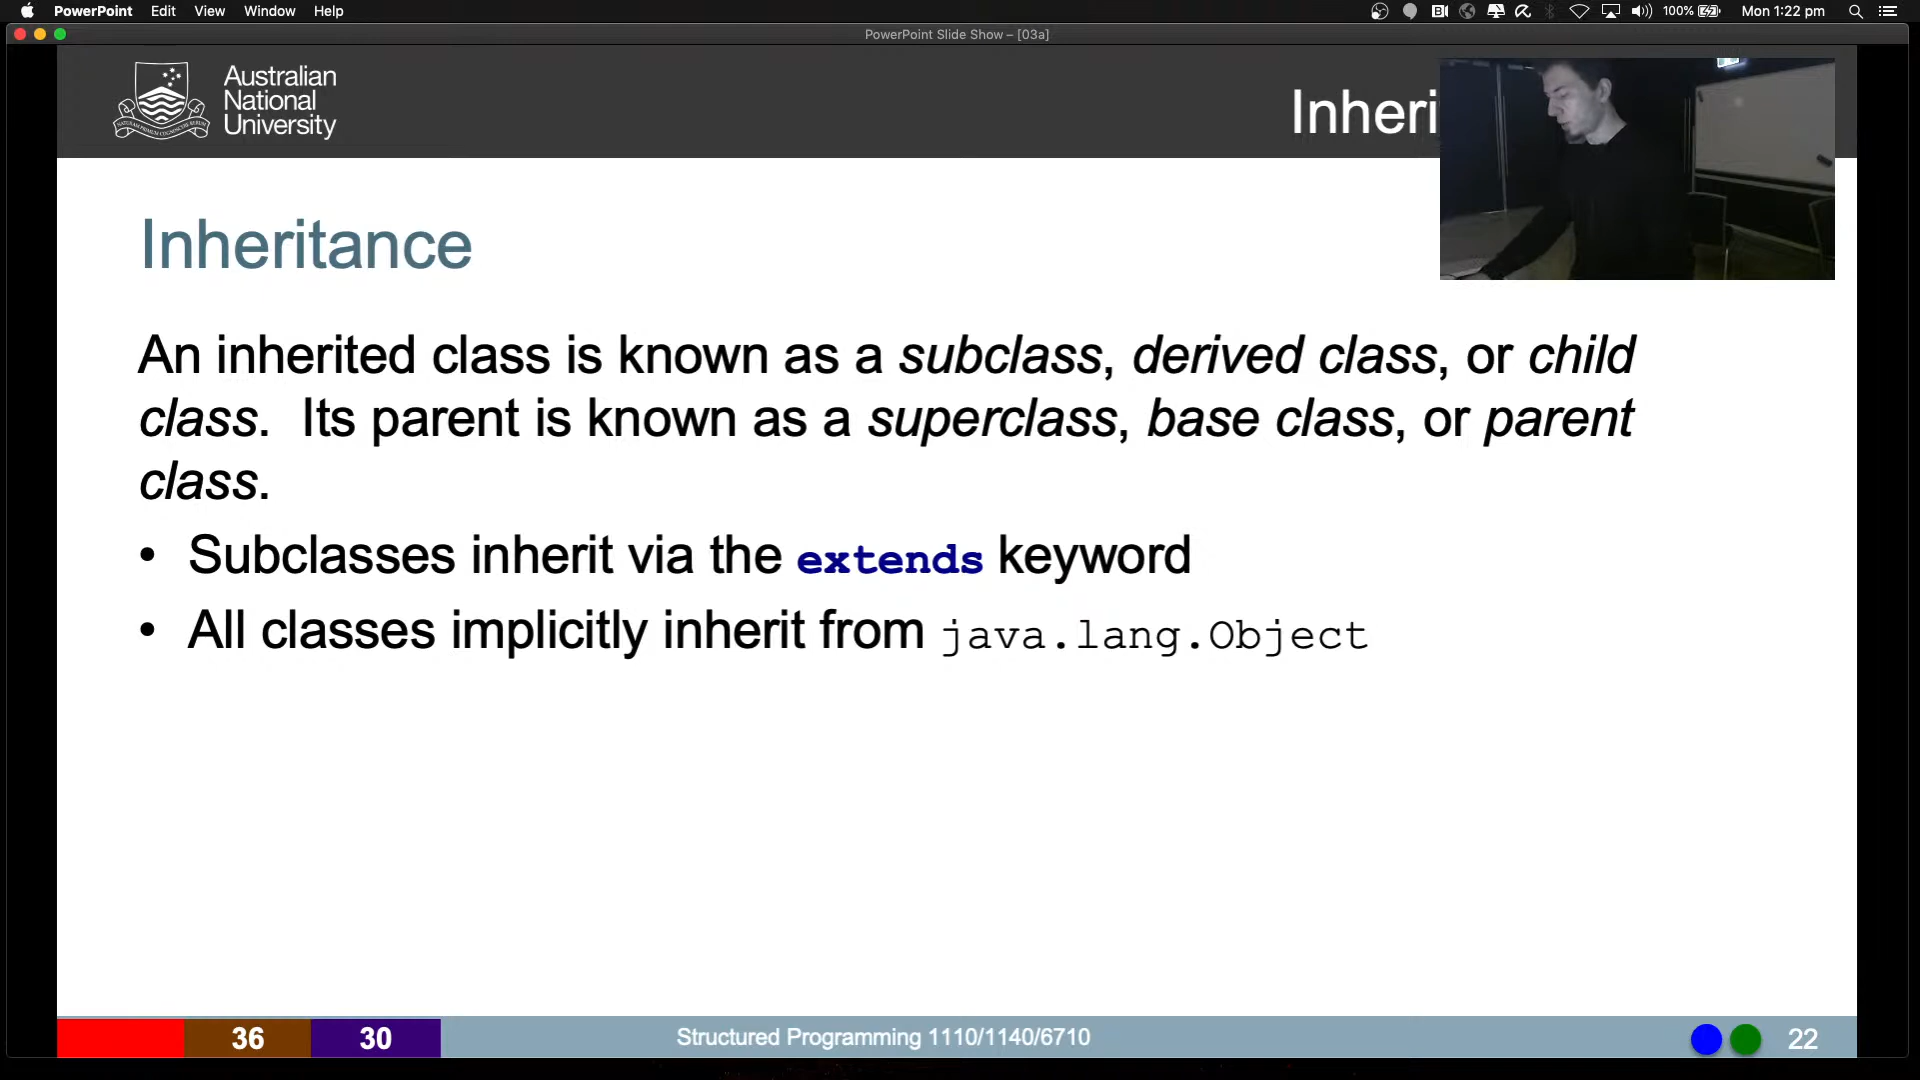 PowerPoint Edit View Window Help
100% Mon 1:22 pm
PowerPoint Slide Show – [03a]
Australian
National
University
Inheri
Inheritance
An inherited class is known as a subclass, derived class, or child
class. Its parent is known as a superclass, base class, or parent
class.
• Subclasses inherit via the extends keyword
• All classes implicitly inherit from java.lang.Object
36 30 Structured Programming 1110/1140/6710 22